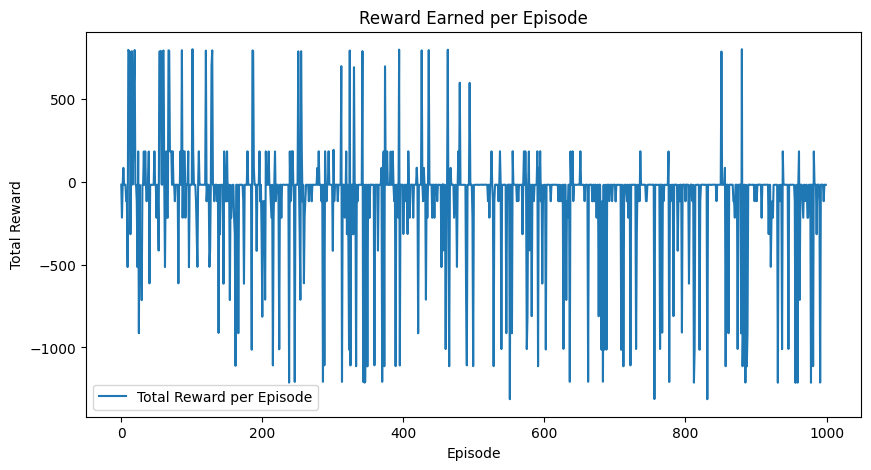 Reward Earned per Episode
Total Reward
500
0
−500
−1000
Total Reward per Episode
0
200
400
600
800
1000
Episode